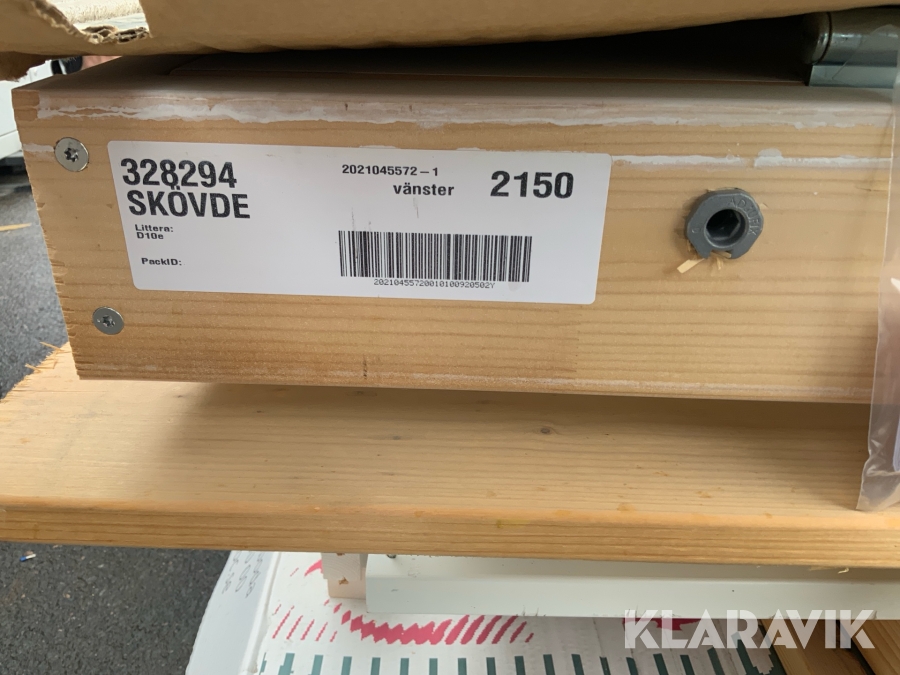 328294
SKÖVDE
2021045572-1
vänster 2150
Littera:
D10e
PackID:
20210455720010100920502Y
KLARAVIK